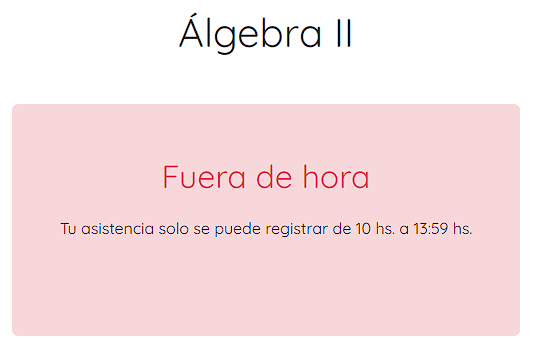 Álgebra II
Fuera de hora
Tu asistencia solo se puede registrar de 10 hs. a 13:59 hs.